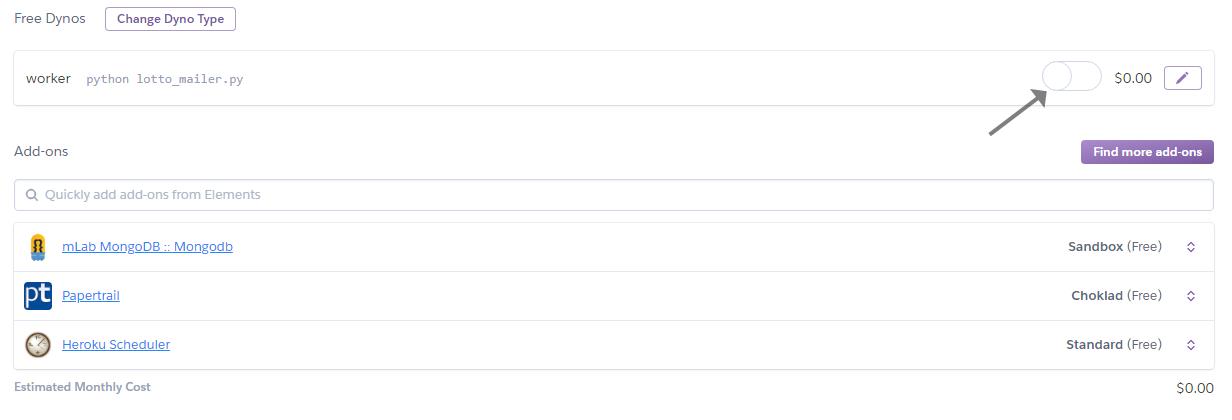 Free Dynos Change Dyno Type
worker python lotto_mailer.py $0.00
Add-ons Find more add-ons
Quickly add add-ons from Elements
mLab MongoDB :: Mongodb Sandbox (Free)
pt Papertrail Choklad (Free)
Heroku Scheduler Standard (Free)
Estimated Monthly Cost $0.00